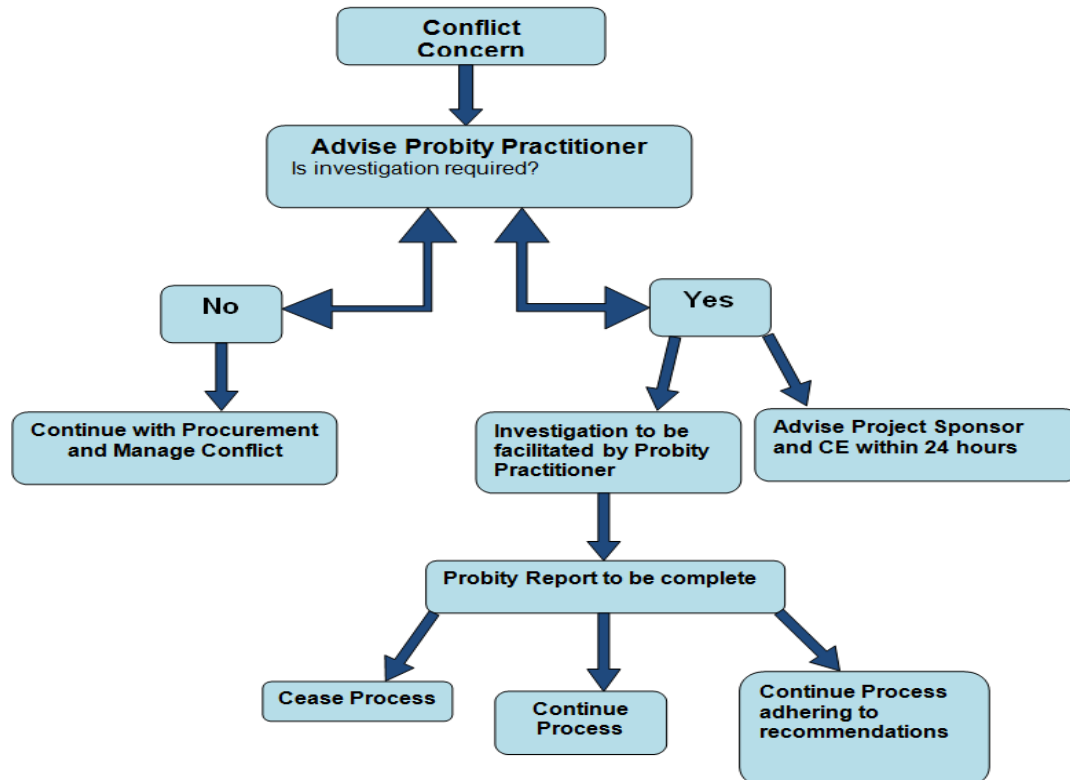 Conflict
Concern
Advise Probity Practitioner
Is investigation required?
No
Yes
Continue with Procurement
and Manage Conflict
Investigation to be
facilitated by Probity
Practitioner
Advise Project Sponsor
and CE within 24 hours
Probity Report to be complete
Cease Process
Continue
Process
Continue Process
adhering to
recommendations